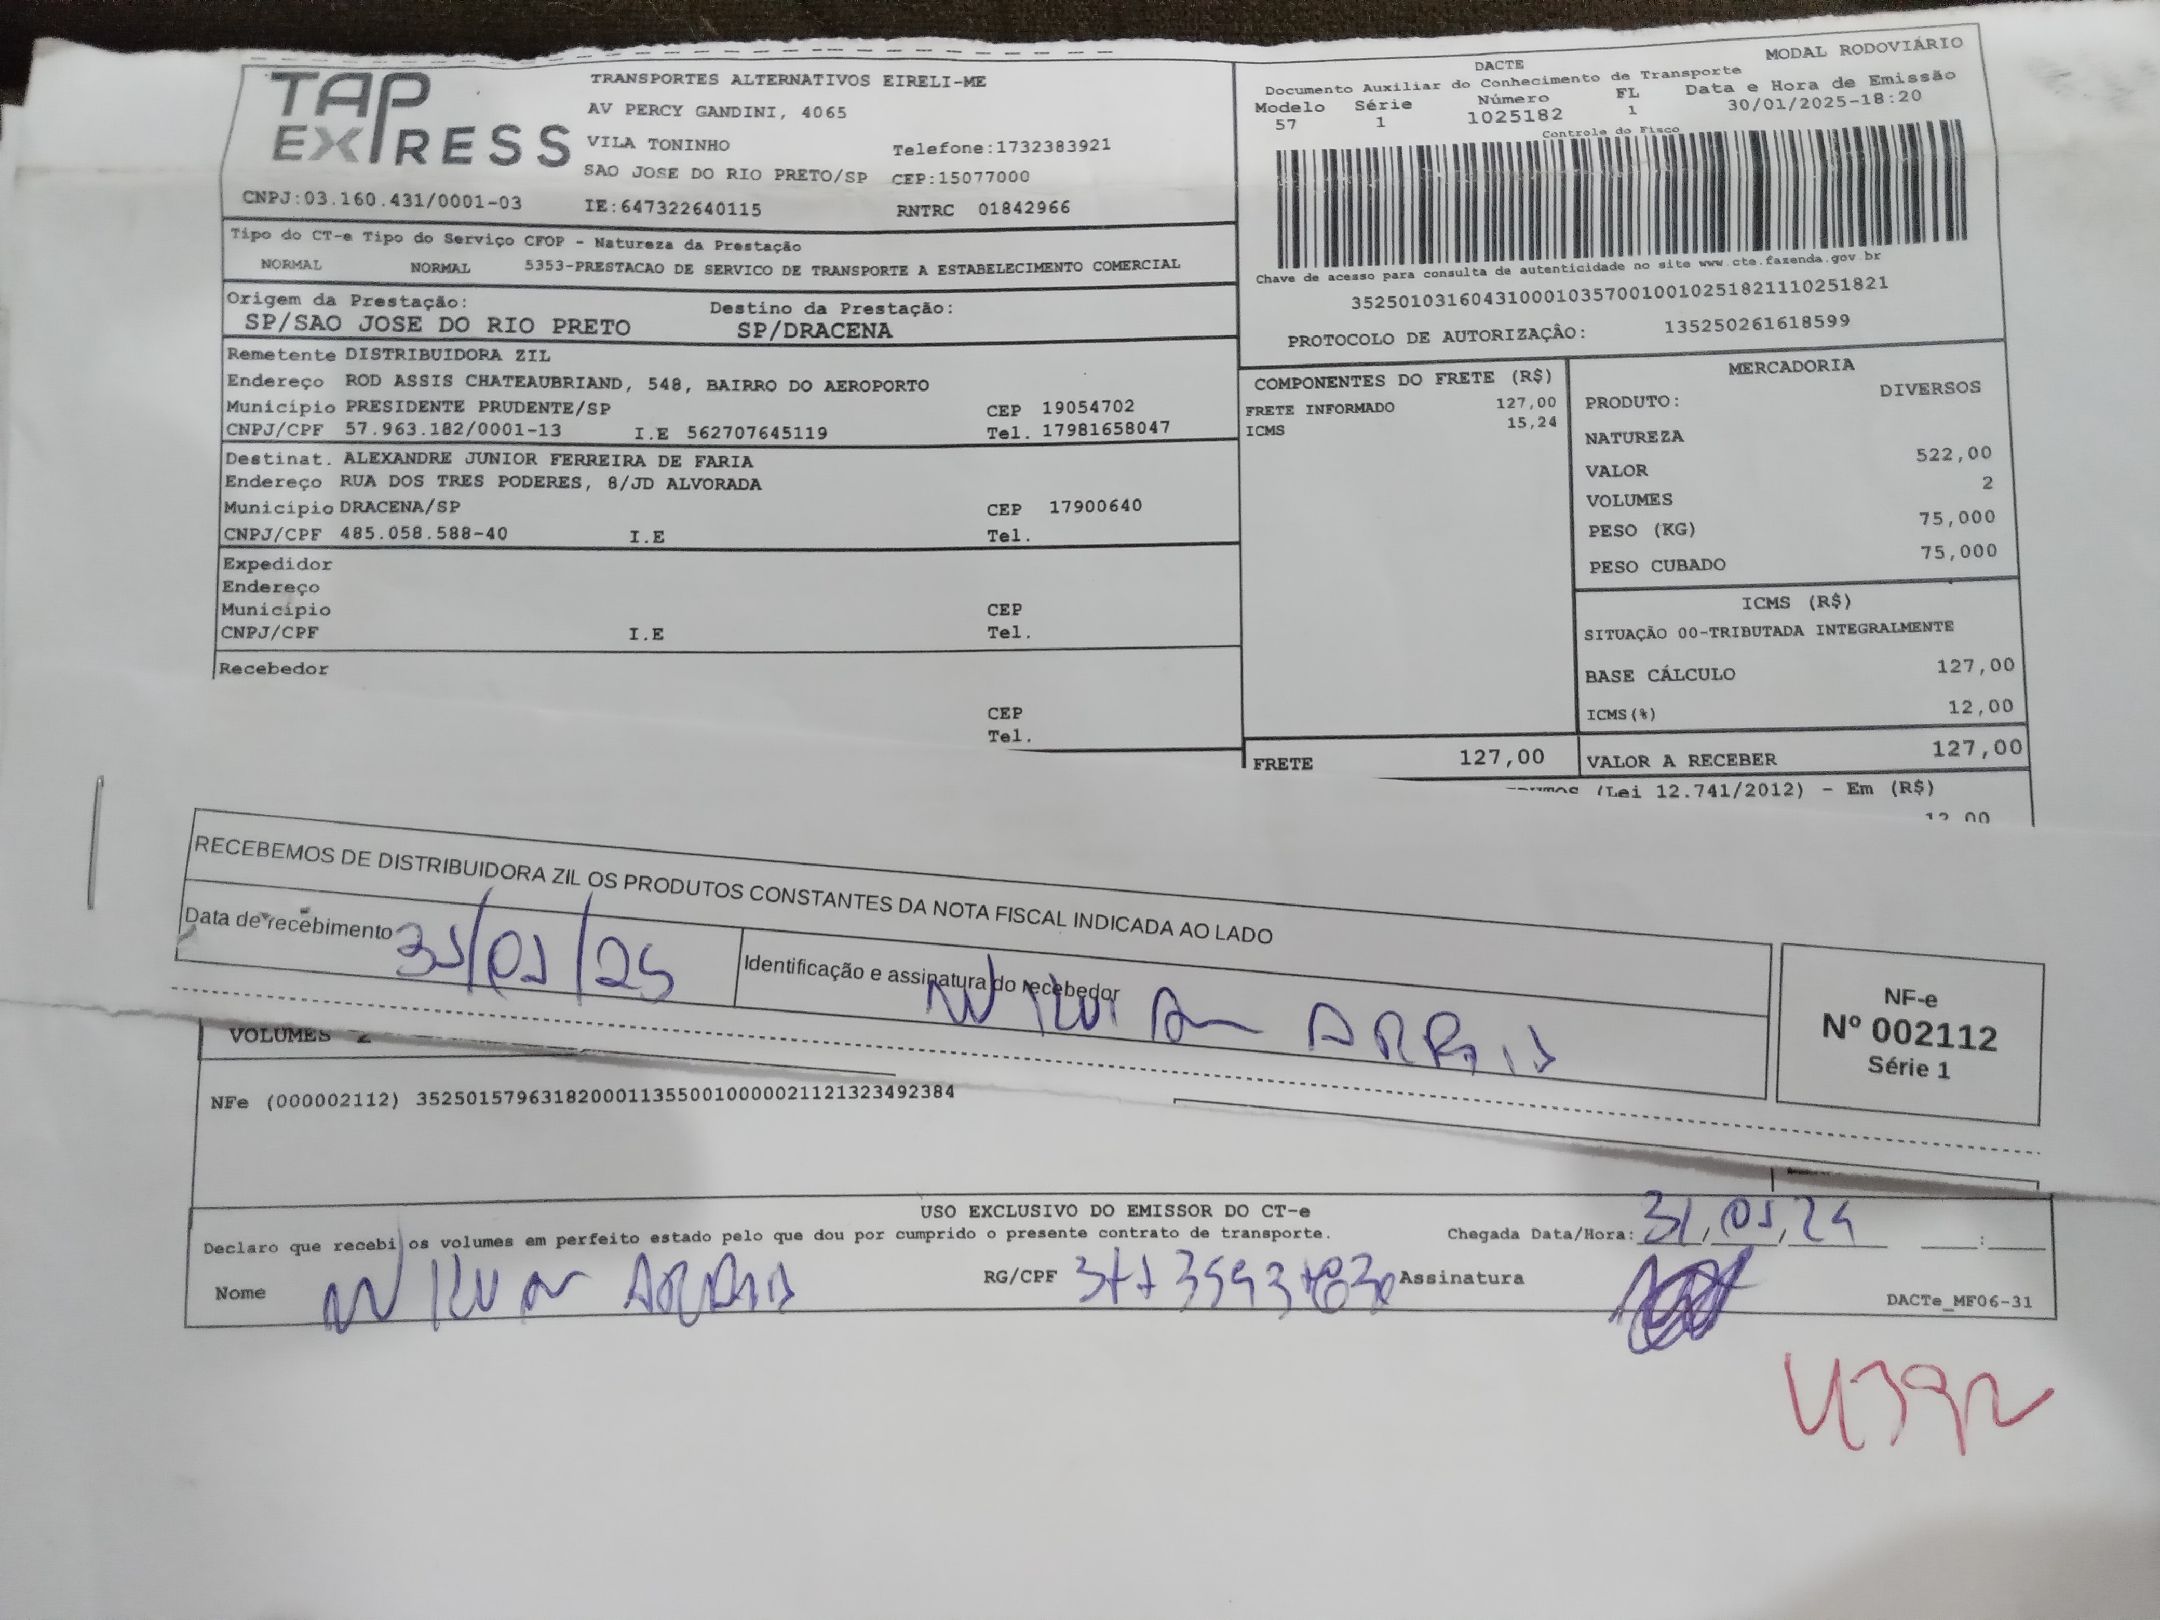 TAP EXPRESS
TRANSPORTES ALTERNATIVOS EIRELI-ME
AV PERCY GANDINI, 4065
VILA TONINHO Telefone:1732383921
SAO JOSE DO RIO PRETO/SP CEP:15077000
CNPJ:03.160.431/0001-03 IE:647322640115 RNTRC 01842966
DACTE MODAL RODOVIÁRIO
Documento Auxiliar do Conhecimento de Transporte
Modelo Série Número FL Data e Hora de Emissão
57 1 1025182 1 30/01/2025-18:20
Controle do Fisco
Chave de acesso para consulta de autenticidade no site www.cte.fazenda.gov.br
35250103160431000103570010010251821110251821
PROTOCOLO DE AUTORIZAÇÂO: 135250261618599
Tipo do CT-e Tipo do Serviço CFOP - Natureza da Prestação
NORMAL NORMAL 5353-PRESTACAO DE SERVICO DE TRANSPORTE A ESTABELECIMENTO COMERCIAL
Origem da Prestação: Destino da Prestação:
SP/SAO JOSE DO RIO PRETO SP/DRACENA
Remetente DISTRIBUIDORA ZIL
Endereço ROD ASSIS CHATEAUBRIAND, 548, BAIRRO DO AEROPORTO
Município PRESIDENTE PRUDENTE/SP CEP 19054702
CNPJ/CPF 57.963.182/0001-13 I.E 562707645119 Tel. 17981658047
Destinat. ALEXANDRE JUNIOR FERREIRA DE FARIA
Endereço RUA DOS TRES PODERES, 8/JD ALVORADA
Município DRACENA/SP CEP 17900640
CNPJ/CPF 485.058.588-40 I.E Tel.
Expedidor
Endereço
Município CEP
CNPJ/CPF I.E Tel.
Recebedor
CEP
Tel.
COMPONENTES DO FRETE (R$)
FRETE INFORMADO 127,00
ICMS 15,24
FRETE 127,00
MERCADORIA
PRODUTO: DIVERSOS
NATUREZA
VALOR 522,00
VOLUMES 2
PESO (KG) 75,000
PESO CUBADO 75,000
ICMS (R$)
SITUAÇÃO 00-TRIBUTADA INTEGRALMENTE
BASE CÁLCULO 127,00
ICMS(%) 12,00
VALOR A RECEBER 127,00
(Lei 12.741/2012) - Em (R$)
RECEBEMOS DE DISTRIBUIDORA ZIL OS PRODUTOS CONSTANTES DA NOTA FISCAL INDICADA AO LADO
Data de recebimento 31/01/25 Identificação e assinatura do recebedor
NF-e
Nº 002112
Série 1
VOLUMES 2
NFe (000002112) 35250157963182000113550010000021121323492384
USO EXCLUSIVO DO EMISSOR DO CT-e
Declaro que recebi os volumes em perfeito estado pelo que dou por cumprido o presente contrato de transporte. Chegada Data/Hora: :
Nome RG/CPF Assinatura
DACTe_MF06-31